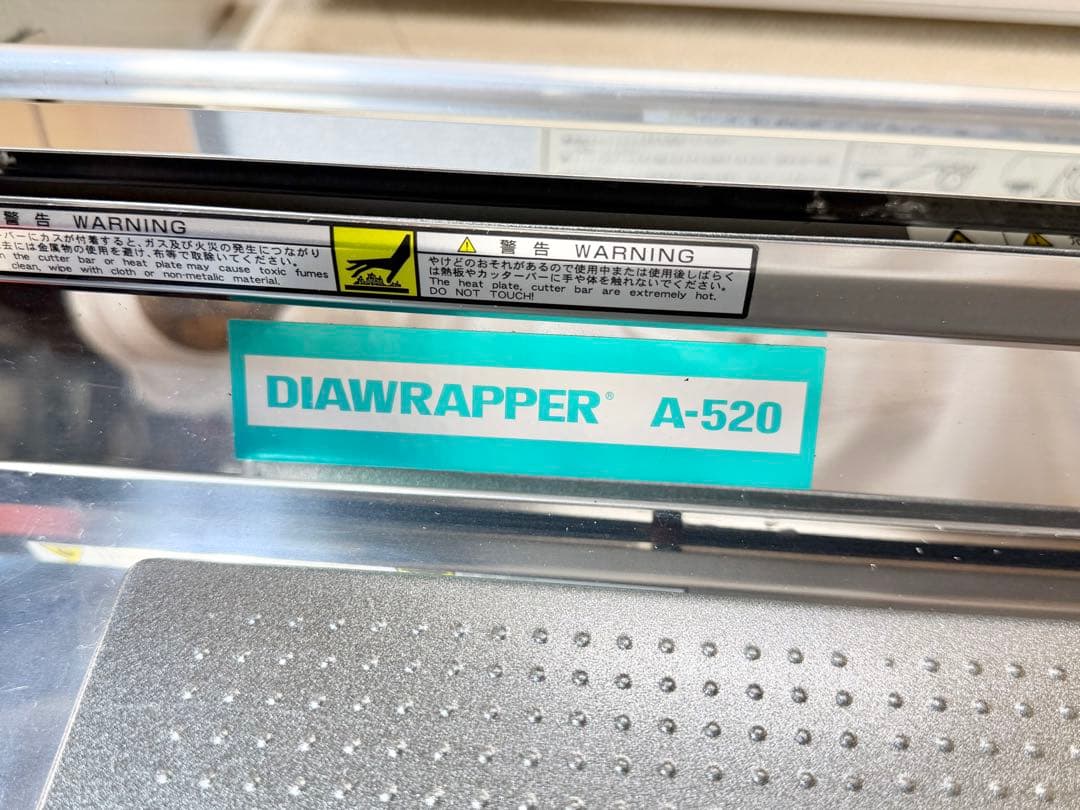 警告 WARNING
バーにカスが付着すると、ガス及び火災の発生につながり
去には金属物の使用を避け、布等で取除いてください。
n the cutter bar or heat plate may cause toxic fumes
clean, wipe with cloth or non-metallic material.
警告 WARNING
やけどのおそれがあるので使用中または使用後しばらく
は熱板やカッターバーに手や体を触れないでください。
The heat plate, cutter bar are extremely hot.
DO NOT TOUCH!
DIAWRAPPER® A-520